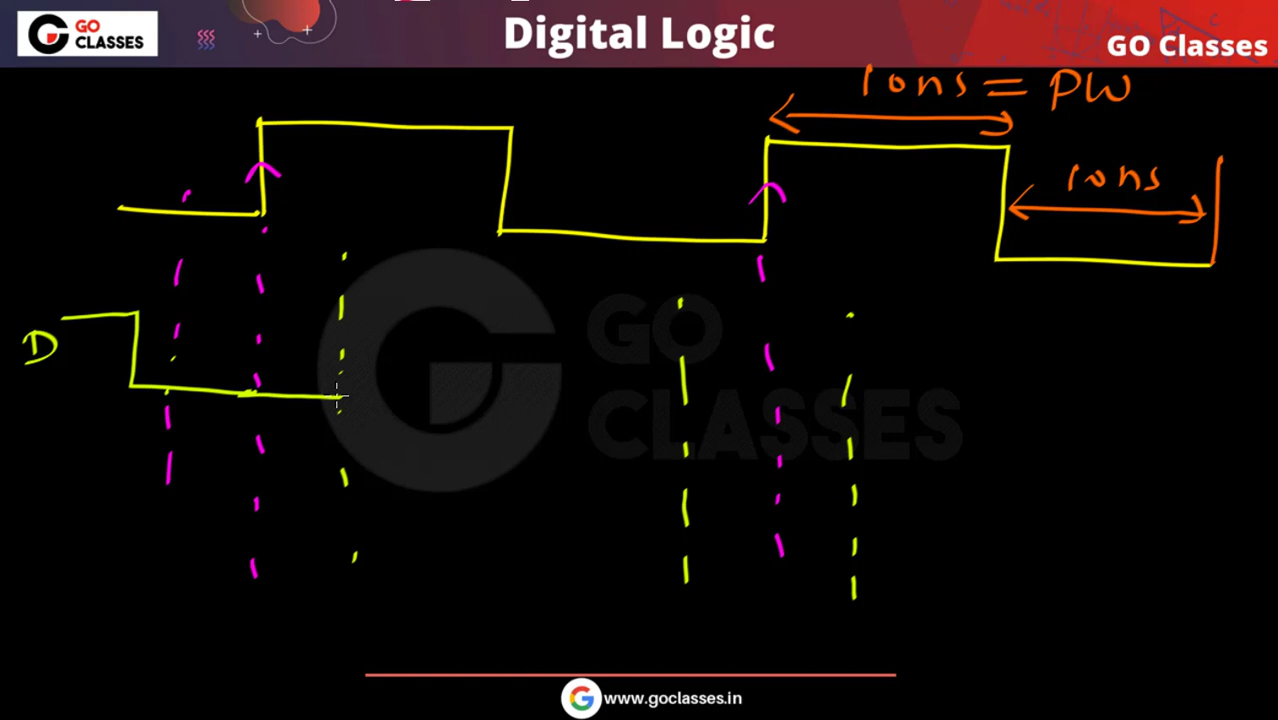 GO
CLASSES
Digital Logic
GO Classes
10ns = PW
10ns
D
GO
CLASSES
www.goclasses.in